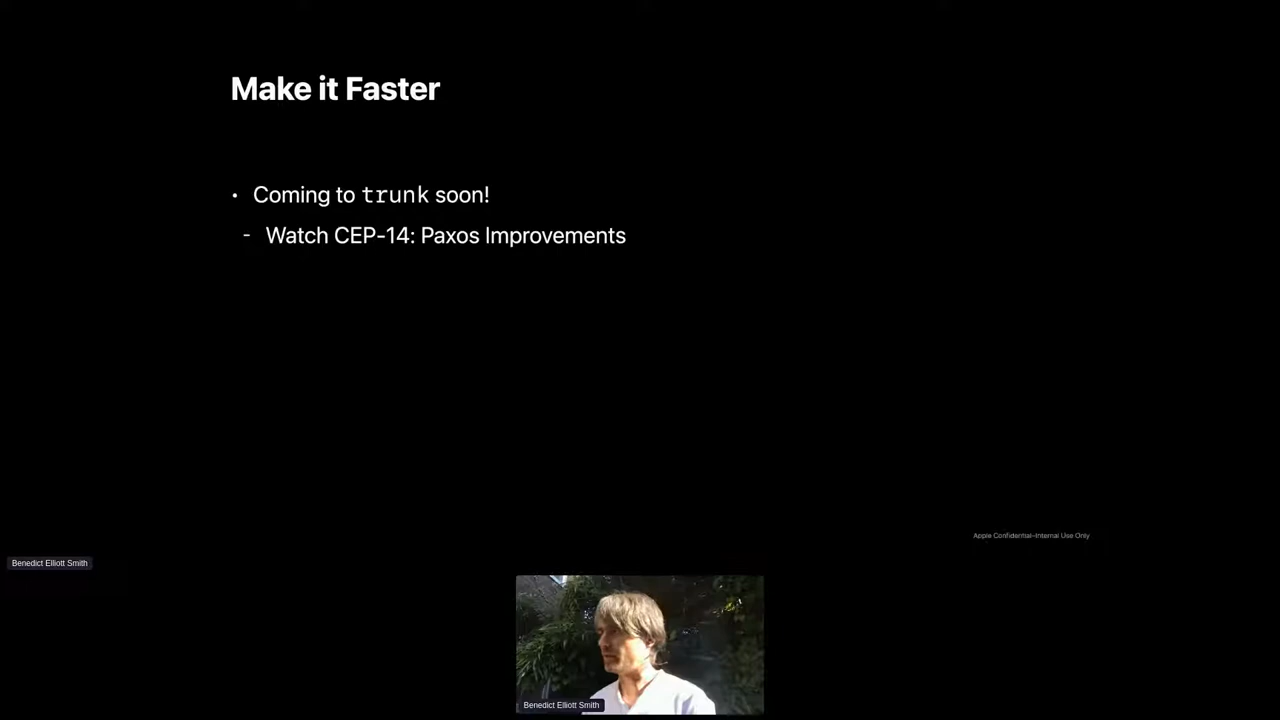 Make it Faster
• Coming to trunk soon!
- Watch CEP-14: Paxos Improvements
Apple Confidential–Internal Use Only
Benedict Elliott Smith
Benedict Elliott Smith